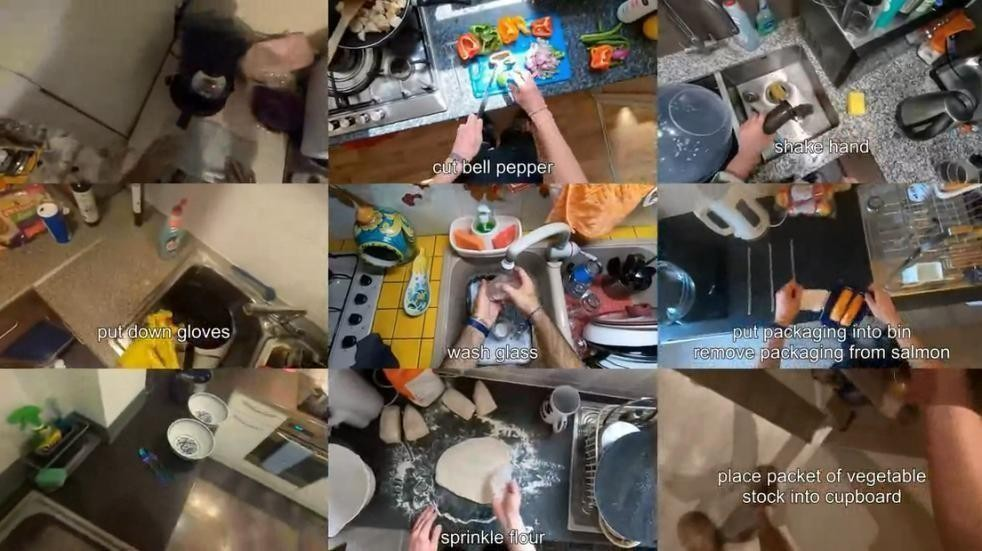 cut bell pepper
shake hand
put down gloves
wash glass
put packaging into bin
remove packaging from salmon
sprinkle flour
place packet of vegetable
stock into cupboard